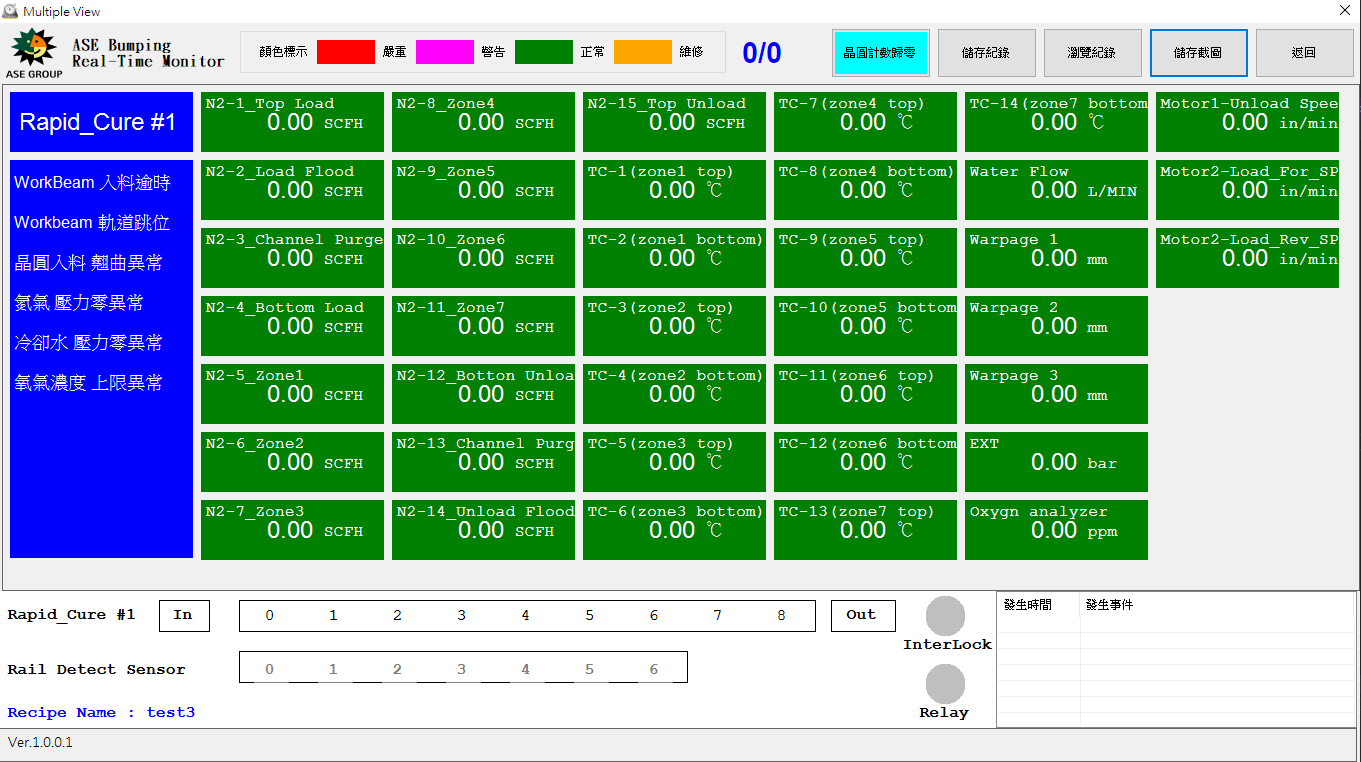 Multiple View
ASE GROUP
ASE Bumping
Real-Time Monitor
顏色標示 嚴重 警告 正常 維修
0/0
晶圓計數歸零 儲存紀錄 瀏覽紀錄 儲存截圖 返回
Rapid_Cure #1
WorkBeam 入料逾時
Workbeam 軌道跳位
晶圓入料 翹曲異常
氮氣 壓力零異常
冷卻水 壓力零異常
氧氣濃度 上限異常
N2-1_Top Load
0.00 SCFH
N2-2_Load Flood
0.00 SCFH
N2-3_Channel Purge
0.00 SCFH
N2-4_Bottom Load
0.00 SCFH
N2-5_Zone1
0.00 SCFH
N2-6_Zone2
0.00 SCFH
N2-7_Zone3
0.00 SCFH
N2-8_Zone4
0.00 SCFH
N2-9_Zone5
0.00 SCFH
N2-10_Zone6
0.00 SCFH
N2-11_Zone7
0.00 SCFH
N2-12_Botton Unloa
0.00 SCFH
N2-13_Channel Purg
0.00 SCFH
N2-14_Unload Flood
0.00 SCFH
N2-15_Top Unload
0.00 SCFH
TC-1(zone1 top)
0.00 ℃
TC-2(zone1 bottom)
0.00 ℃
TC-3(zone2 top)
0.00 ℃
TC-4(zone2 bottom)
0.00 ℃
TC-5(zone3 top)
0.00 ℃
TC-6(zone3 bottom)
0.00 ℃
TC-7(zone4 top)
0.00 ℃
TC-8(zone4 bottom)
0.00 ℃
TC-9(zone5 top)
0.00 ℃
TC-10(zone5 bottom
0.00 ℃
TC-11(zone6 top)
0.00 ℃
TC-12(zone6 bottom
0.00 ℃
TC-13(zone7 top)
0.00 ℃
TC-14(zone7 bottom
0.00 ℃
Water Flow
0.00 L/MIN
Warpage 1
0.00 mm
Warpage 2
0.00 mm
Warpage 3
0.00 mm
EXT
0.00 bar
Oxygn analyzer
0.00 ppm
Motor1-Unload Spee
0.00 in/min
Motor2-Load_For_SP
0.00 in/min
Motor2-Load_Rev_SP
0.00 in/min
Rapid_Cure #1 In 0 1 2 3 4 5 6 7 8 Out
Rail Detect Sensor 0 1 2 3 4 5 6
Recipe Name : test3
InterLock
Relay
發生時間 發生事件
Ver.1.0.0.1